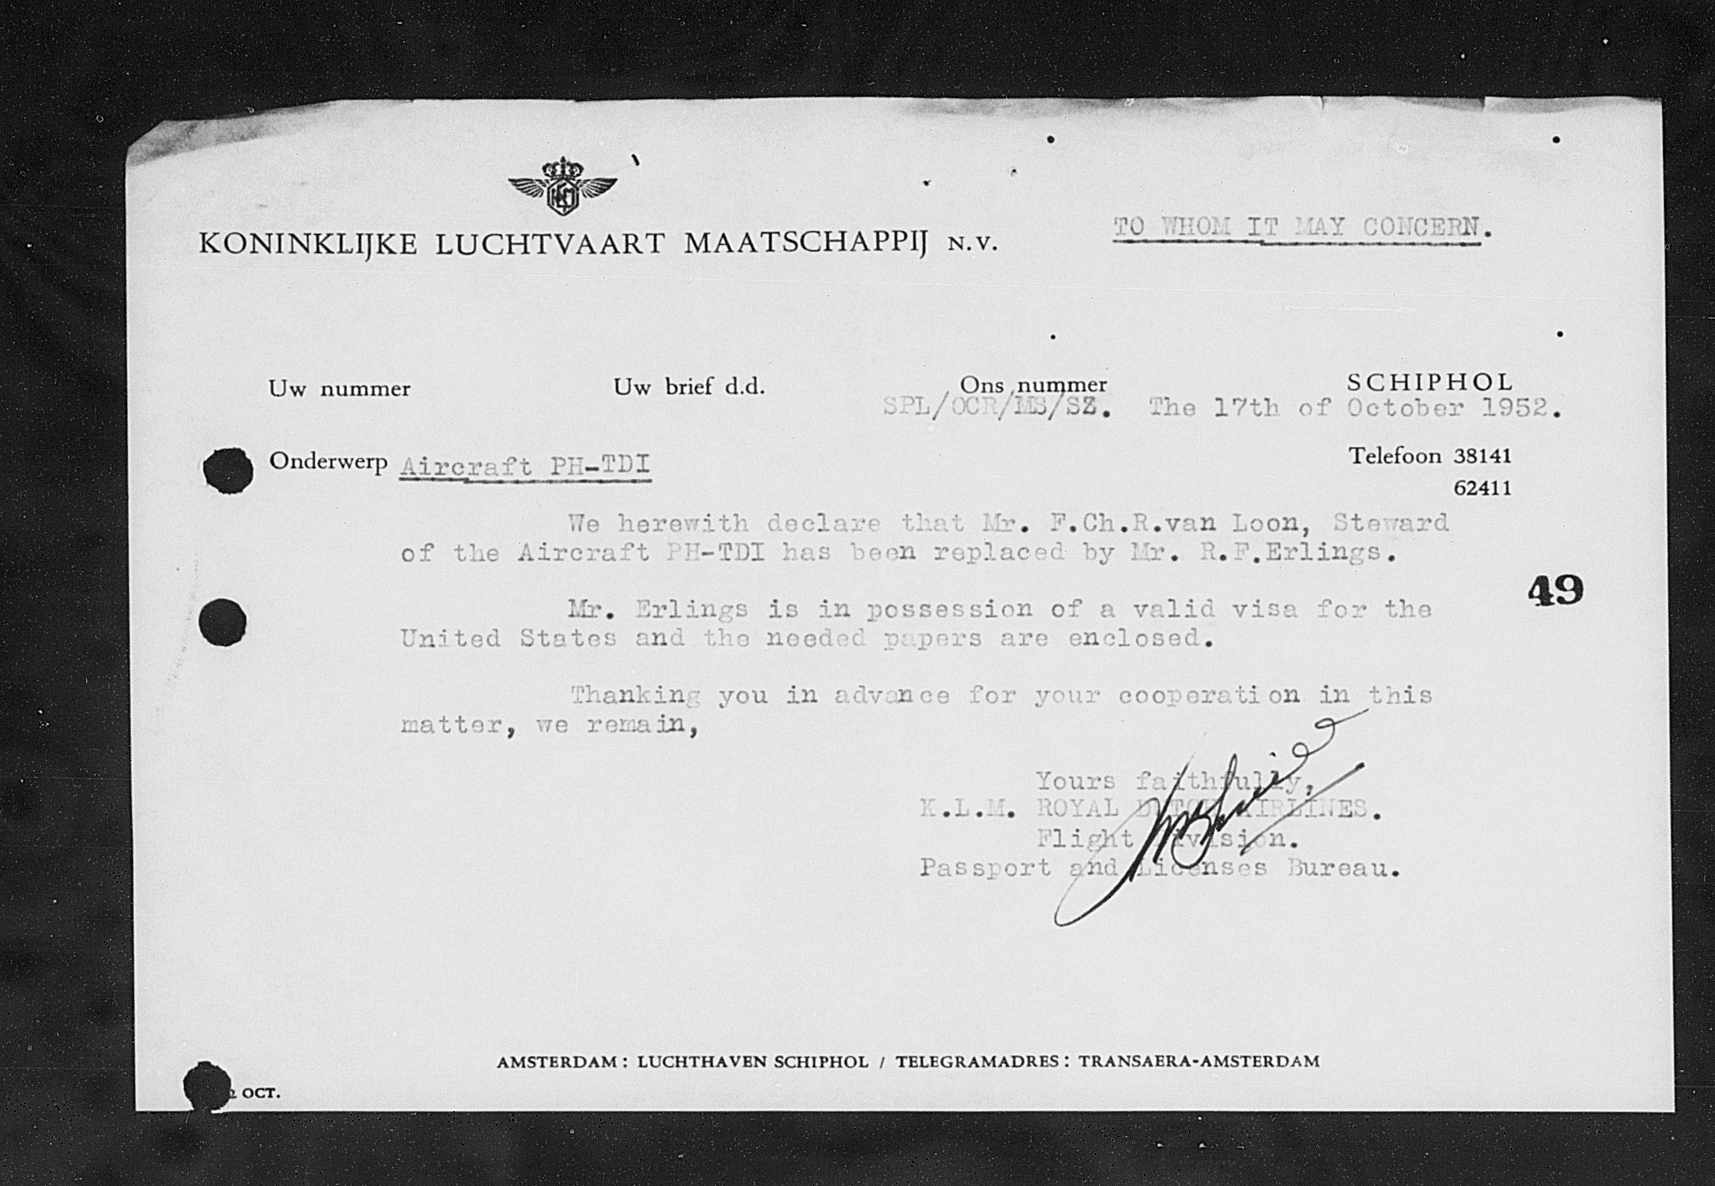 KONINKLIJKE LUCHTVAART MAATSCHAPPIJ N.V.
TO WHOM IT MAY CONCERN.
Uw nummer
Uw brief d.d.
Ons nummer
SCHIPHOL
SPL/OCR/MS/SZ. The 17th of October 1952.
Onderwerp Aircraft PH-TDI
Telefoon 38141
62411
We herewith declare that Mr. F.Ch.R.van Loon, Steward
of the Aircraft PH-TDI has been replaced by Mr. R.F.Erlings.
49
Mr. Erlings is in possession of a valid visa for the
United States and the needed papers are enclosed.
Thanking you in advance for your cooperation in this
matter, we remain,
Yours faithfully,
K.L.M. ROYAL DUTCH AIRLINES.
Flight Division.
Passport and Licenses Bureau.
AMSTERDAM: LUCHTHAVEN SCHIPHOL / TELEGRAMADRES: TRANSAERA-AMSTERDAM
OCT.